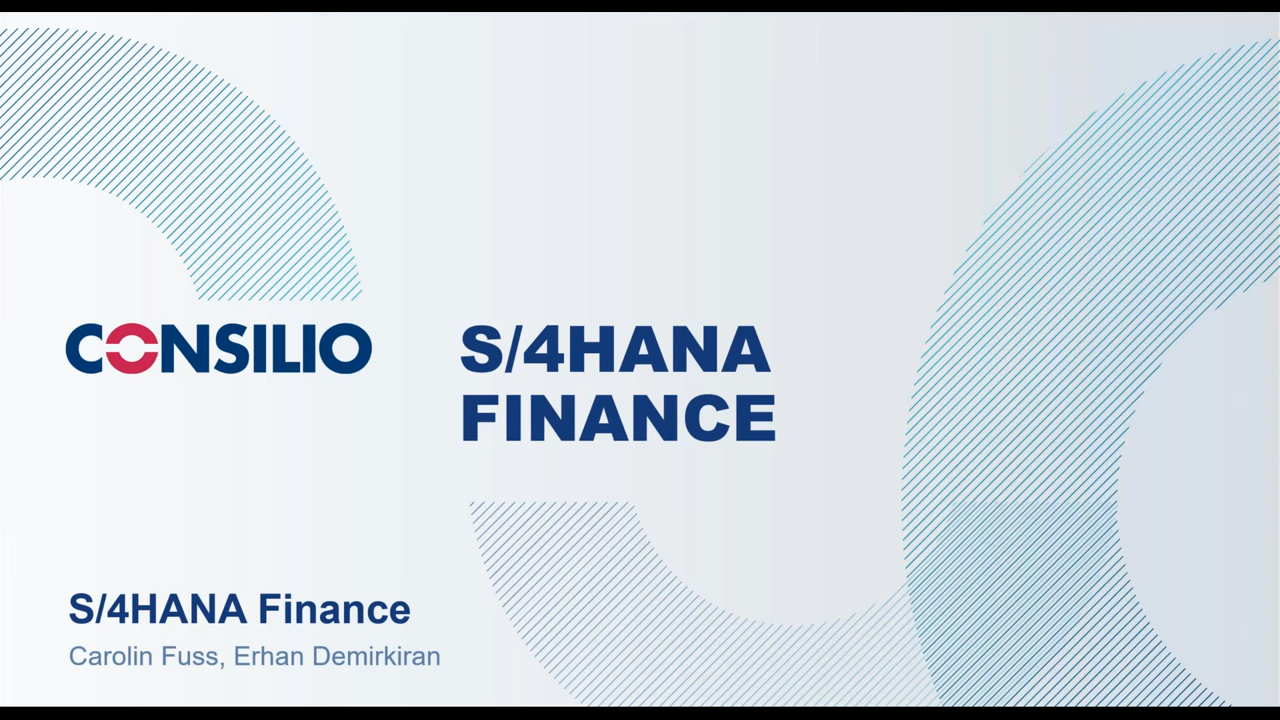 CONSILIO
S/4HANA
FINANCE
S/4HANA Finance
Carolin Fuss, Erhan Demirkiran